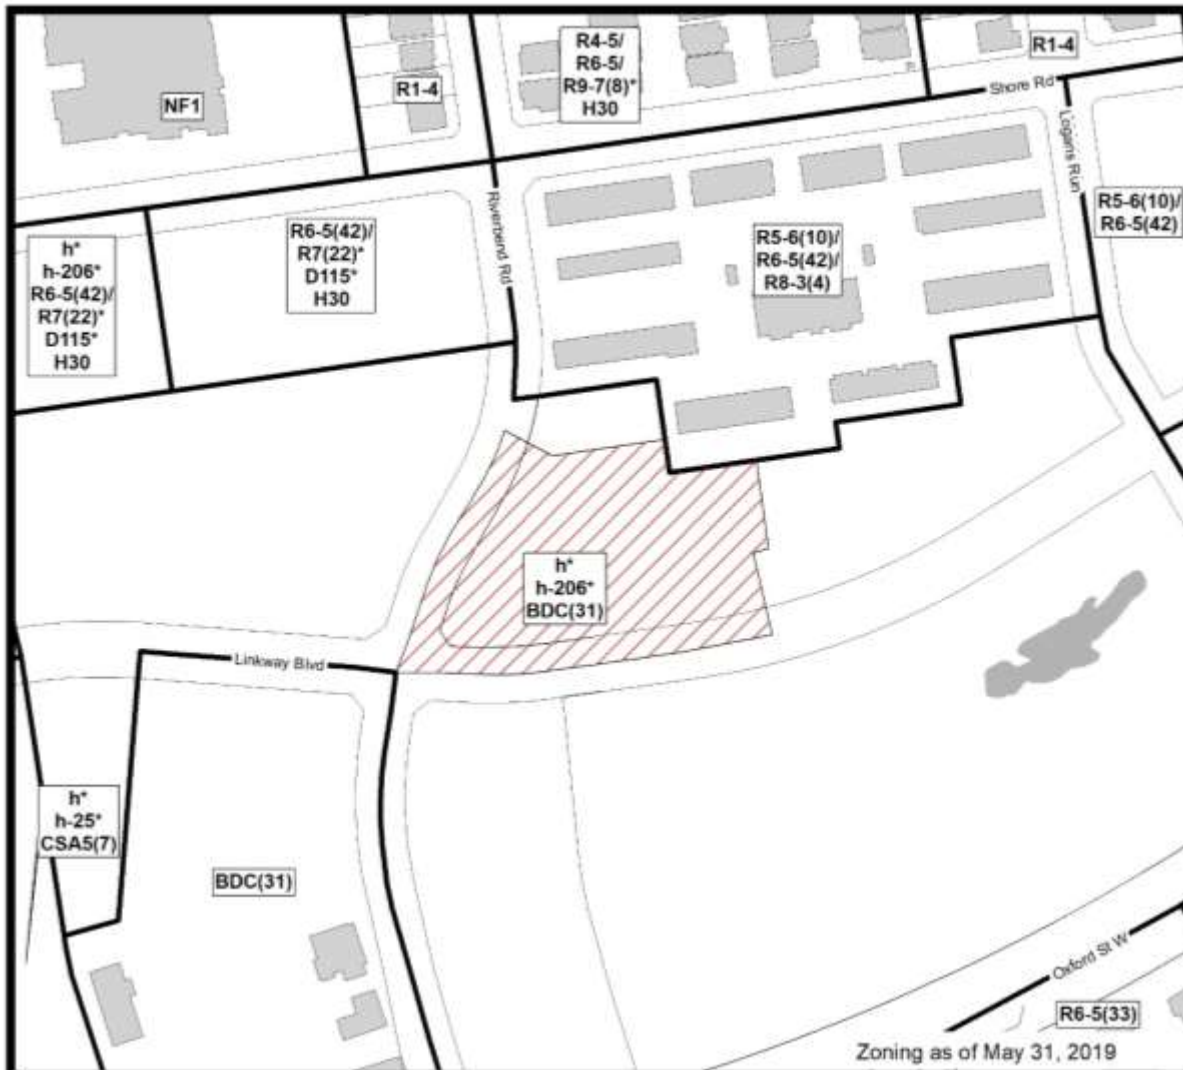 NF1
R1-4
R4-5/
R6-5/
R9-7(8)*
H30
R1-4
Shore Rd
Logans Run
R5-6(10)/
R6-5(42)
h*
h-206*
R6-5(42)/
R7(22)*
D115*
H30
R6-5(42)/
R7(22)*
D115*
H30
Riverbend Rd
R5-6(10)/
R6-5(42)/
R8-3(4)
h*
h-206*
BDC(31)
Linkway Blvd
h*
h-25*
CSA5(7)
BDC(31)
Oxford St W
R6-5(33)
Zoning as of May 31, 2019